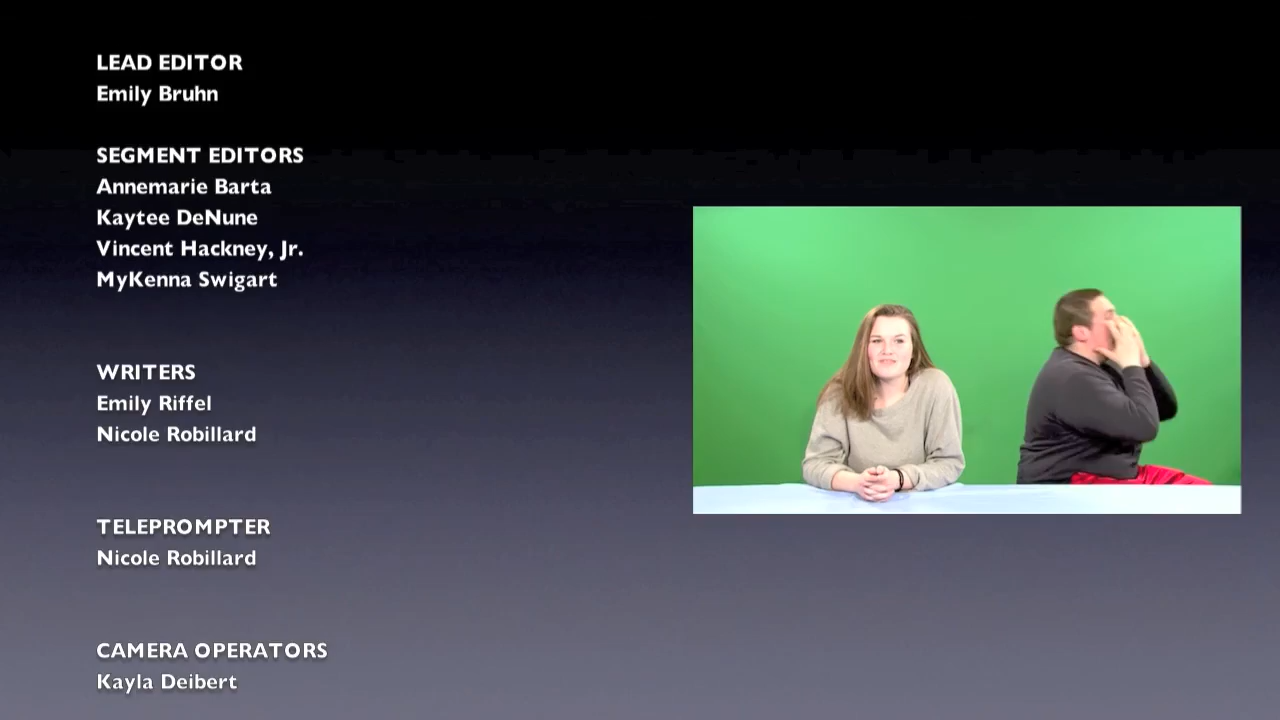 LEAD EDITOR
Emily Bruhn
SEGMENT EDITORS
Annemarie Barta
Kaytee DeNune
Vincent Hackney, Jr.
MyKenna Swigart
WRITERS
Emily Riffel
Nicole Robillard
TELEPROMPTER
Nicole Robillard
CAMERA OPERATORS
Kayla Deibert